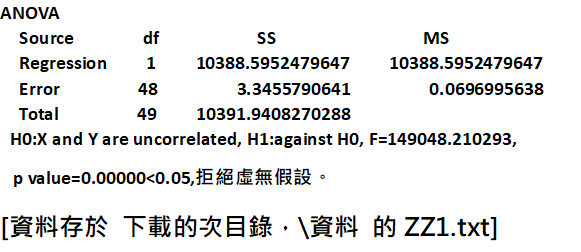 ANOVA
Source df SS MS
Regression 1 10388.5952479647 10388.5952479647
Error 48 3.3455790641 0.0696995638
Total 49 10391.9408270288
H0:X and Y are uncorrelated, H1:against H0, F=149048.210293,
p value=0.00000<0.05,拒絕虛無假設。
[資料存於 下載的次目錄，\資料 的 ZZ1.txt]